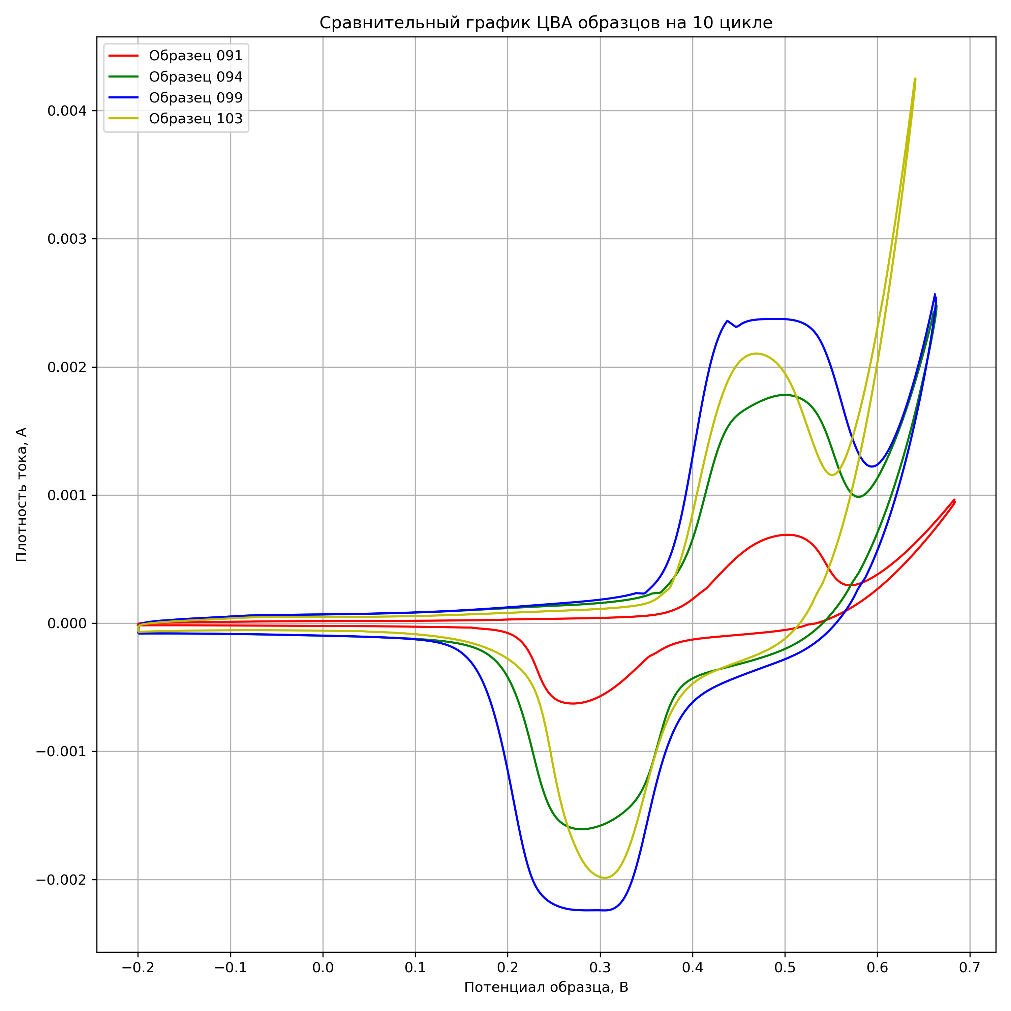 Сравнительный график ЦВА образцов на 10 цикле
Образец 091
Образец 094
Образец 099
Образец 103
0.004
0.003
0.002
0.001
0.000
−0.001
−0.002
Плотность тока, А
−0.2 −0.1 0.0 0.1 0.2 0.3 0.4 0.5 0.6 0.7
Потенциал образца, В